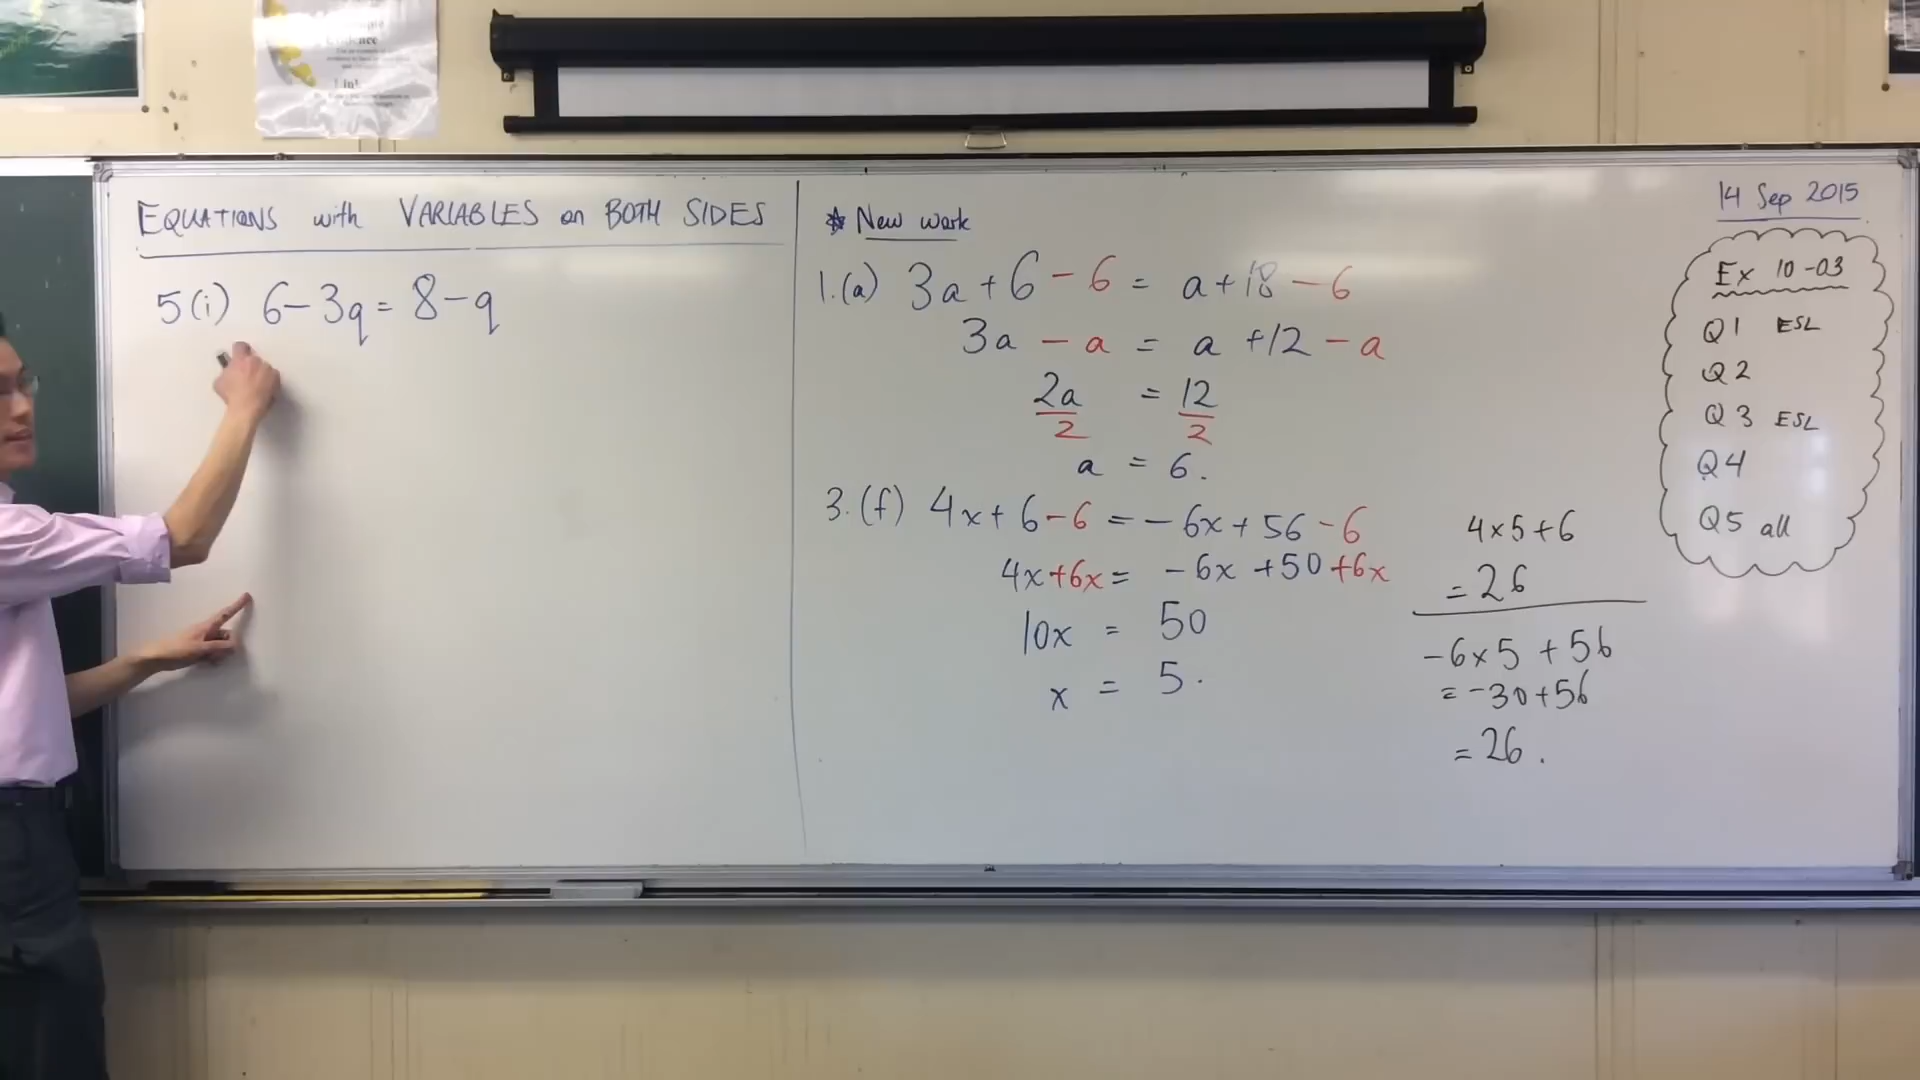 EQUATIONS with VARIABLES on BOTH SIDES
5(i) 6-3q = 8-q
* New work
1.(a) 3a+6-6 = a+18-6
3a - a = a +12 - a
2a/2 = 12/2
a = 6.
3.(f) 4x+6-6 = -6x+56-6
4x+6x = -6x+50+6x
10x = 50
x = 5.
4×5+6
=26
-6×5 +56
= -30+56
= 26.
14 Sep 2015
Ex 10-03
Q1 ESL
Q2
Q3 ESL
Q4
Q5 all